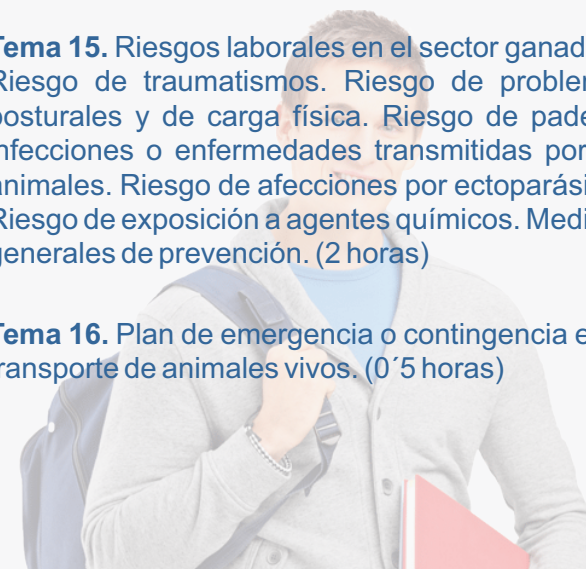 Tema 15. Riesgos laborales en el sector ganad
Riesgo de traumatismos. Riesgo de probler
posturales y de carga física. Riesgo de pade
infecciones o enfermedades transmitidas por
animales. Riesgo de afecciones por ectoparási
Riesgo de exposición a agentes químicos. Medi
generales de prevención. (2 horas)
Tema 16. Plan de emergencia o contingencia e
transporte de animales vivos. (0´5 horas)